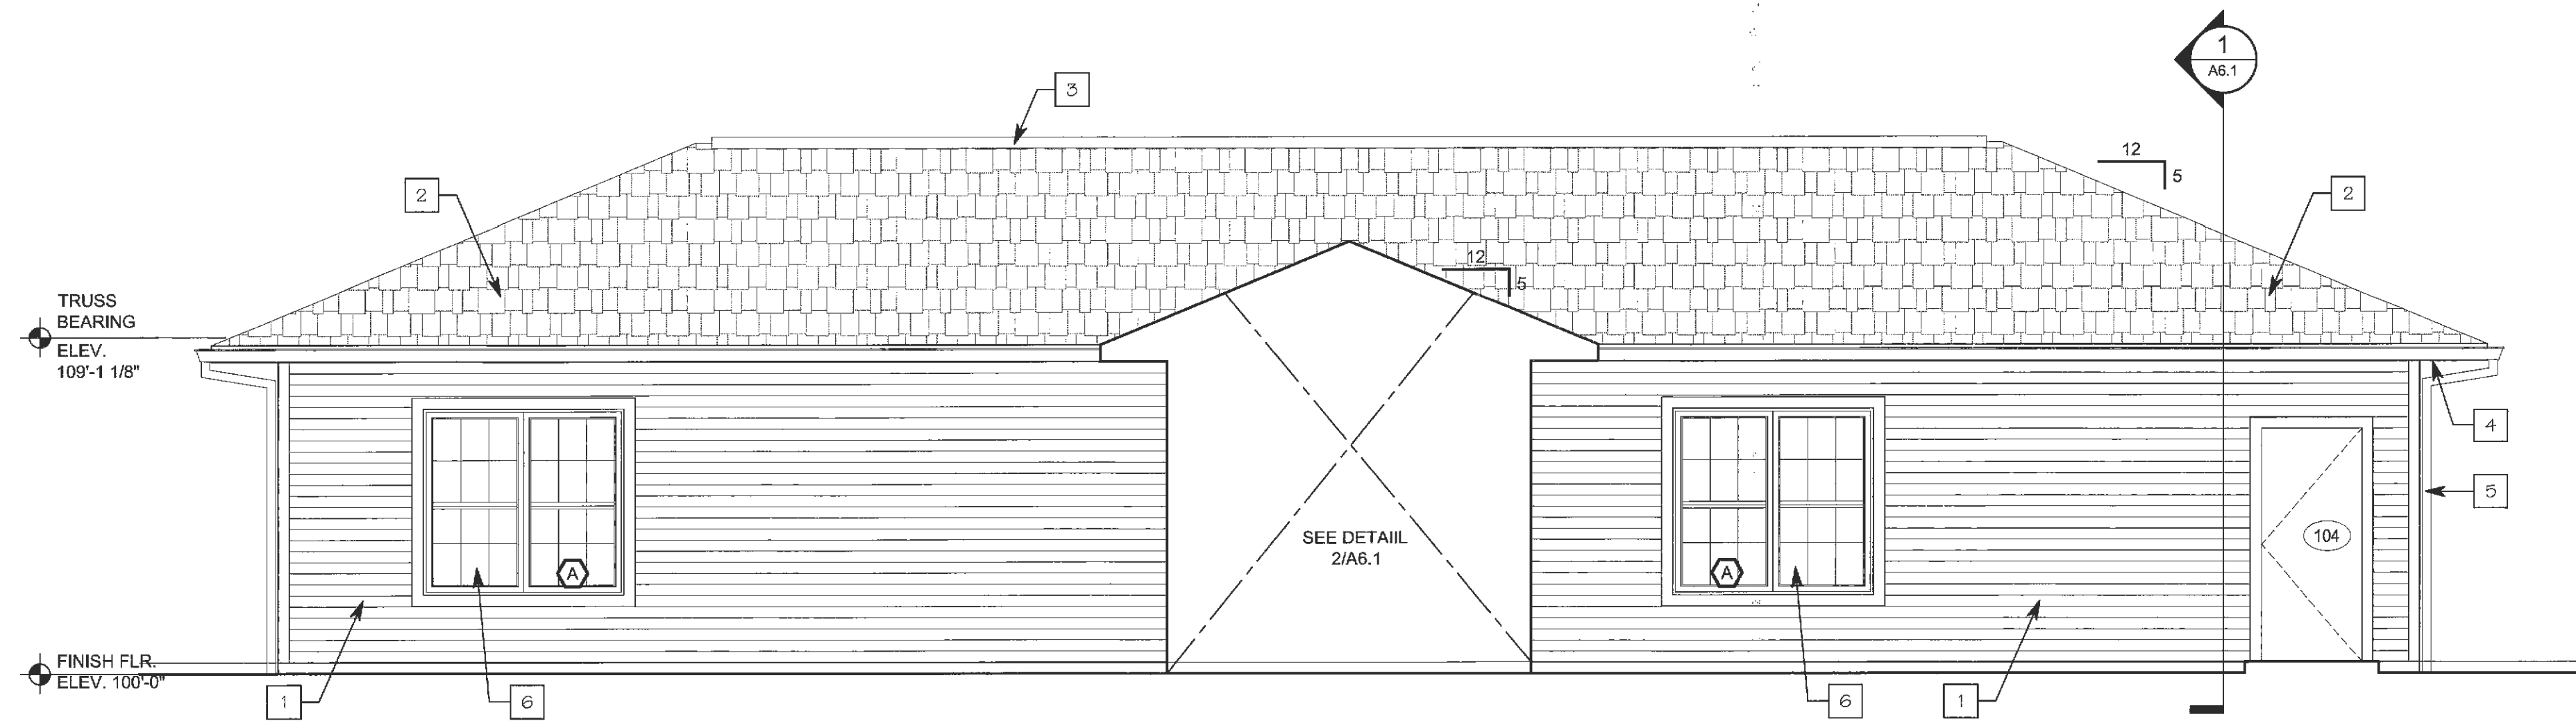 1
A6.1
3
12
5
2
2
12
5
TRUSS
BEARING
ELEV.
109'-1 1/8"
4
5
SEE DETAIIL
2/A6.1
104
A
A
FINISH FLR.
ELEV. 100'-0"
1
6
6
1